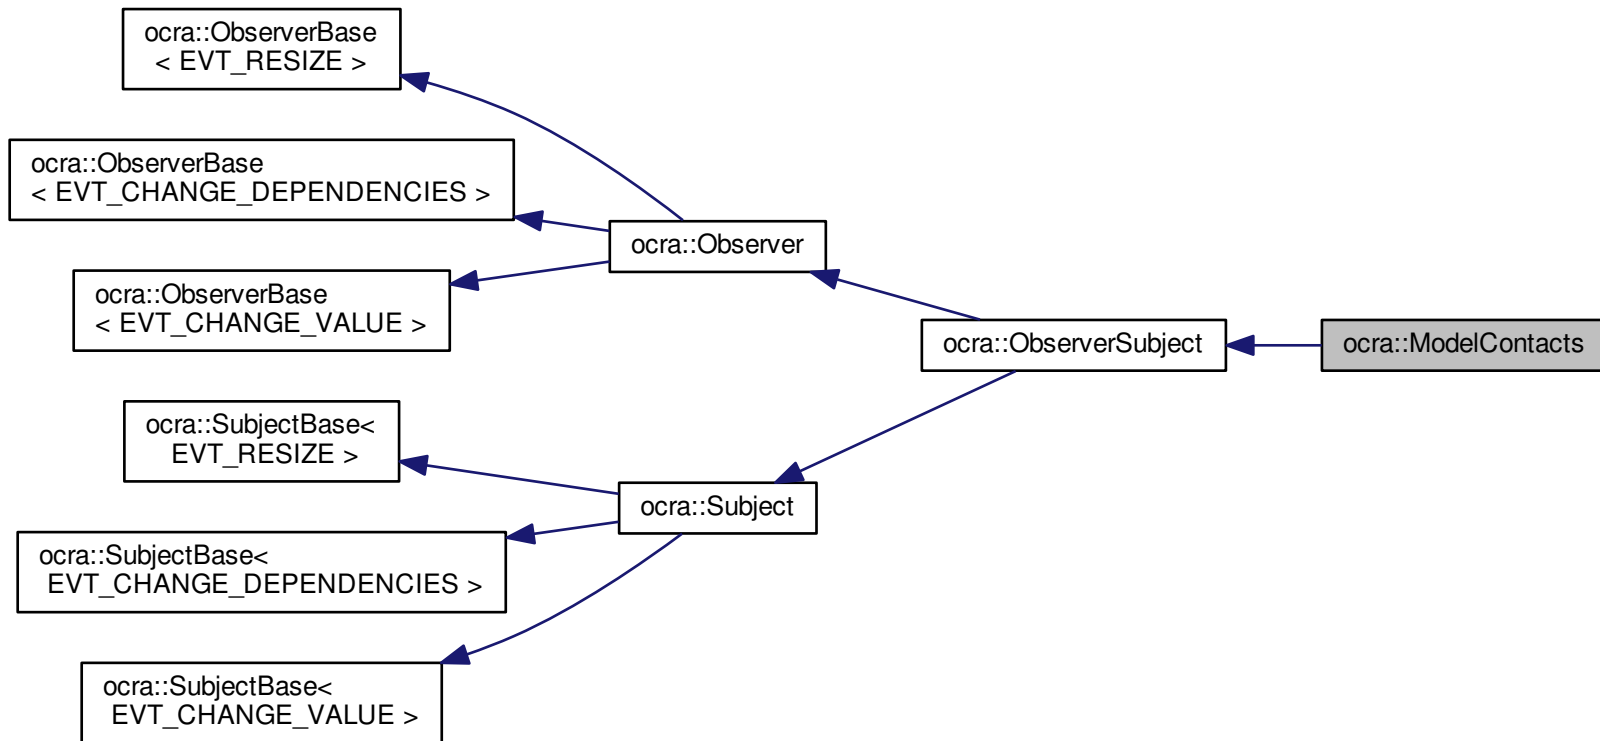 ocra::ObserverBase
< EVT_RESIZE >
ocra::ObserverBase
< EVT_CHANGE_DEPENDENCIES >
ocra::ObserverBase
< EVT_CHANGE_VALUE >
ocra::SubjectBase<
EVT_RESIZE >
ocra::SubjectBase<
EVT_CHANGE_DEPENDENCIES >
ocra::SubjectBase<
EVT_CHANGE_VALUE >
ocra::Observer
ocra::Subject
ocra::ObserverSubject
ocra::ModelContacts